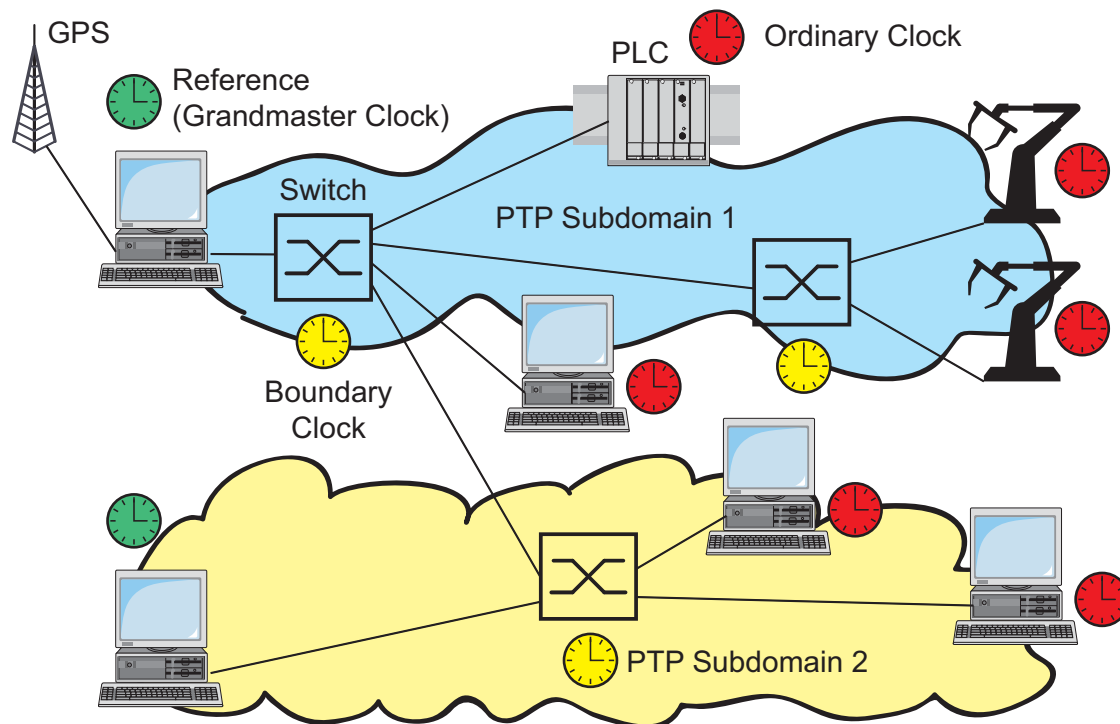 GPS
Reference
(Grandmaster Clock)
PLC
Ordinary Clock
Switch
PTP Subdomain 1
Boundary
Clock
PTP Subdomain 2